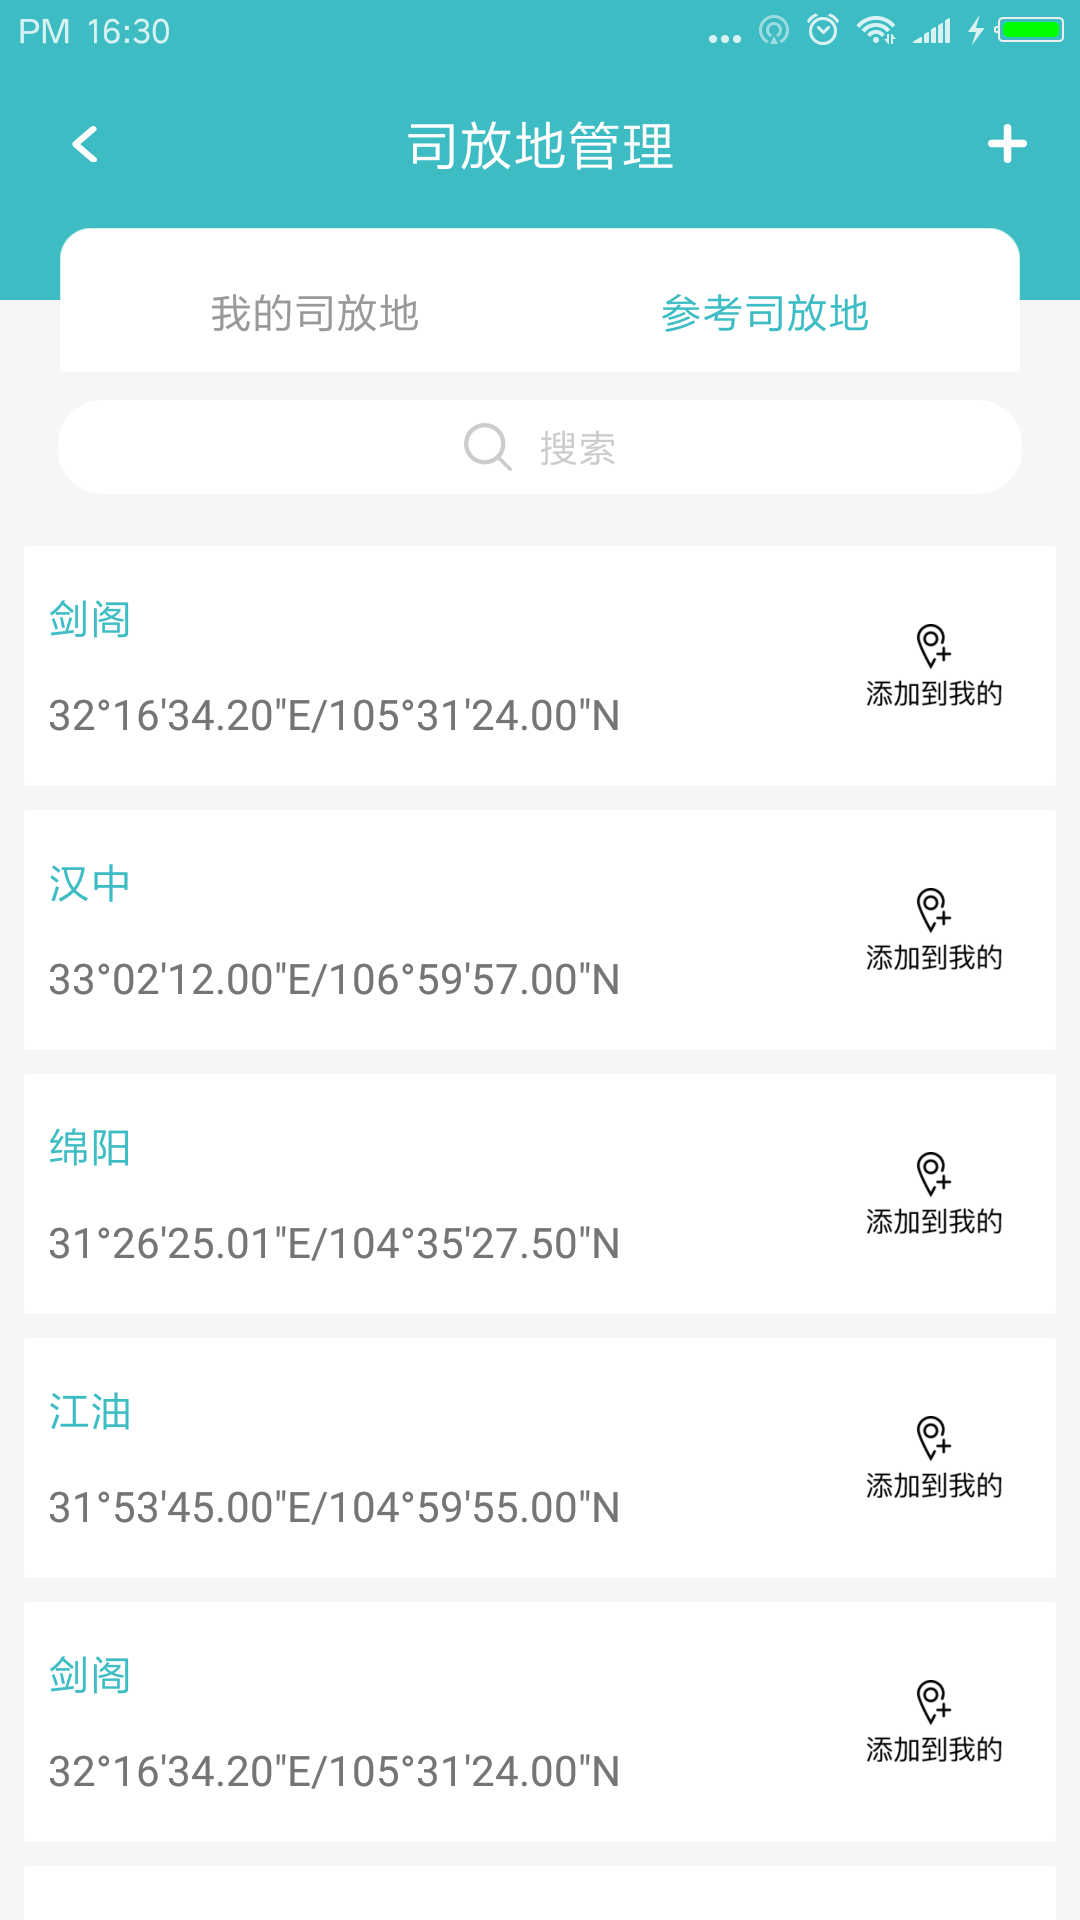 PM 16:30
司放地管理
我的司放地 参考司放地
搜索
剑阁
添加到我的
32°16'34.20"E/105°31'24.00"N
汉中
添加到我的
33°02'12.00"E/106°59'57.00"N
绵阳
添加到我的
31°26'25.01"E/104°35'27.50"N
江油
添加到我的
31°53'45.00"E/104°59'55.00"N
剑阁
添加到我的
32°16'34.20"E/105°31'24.00"N